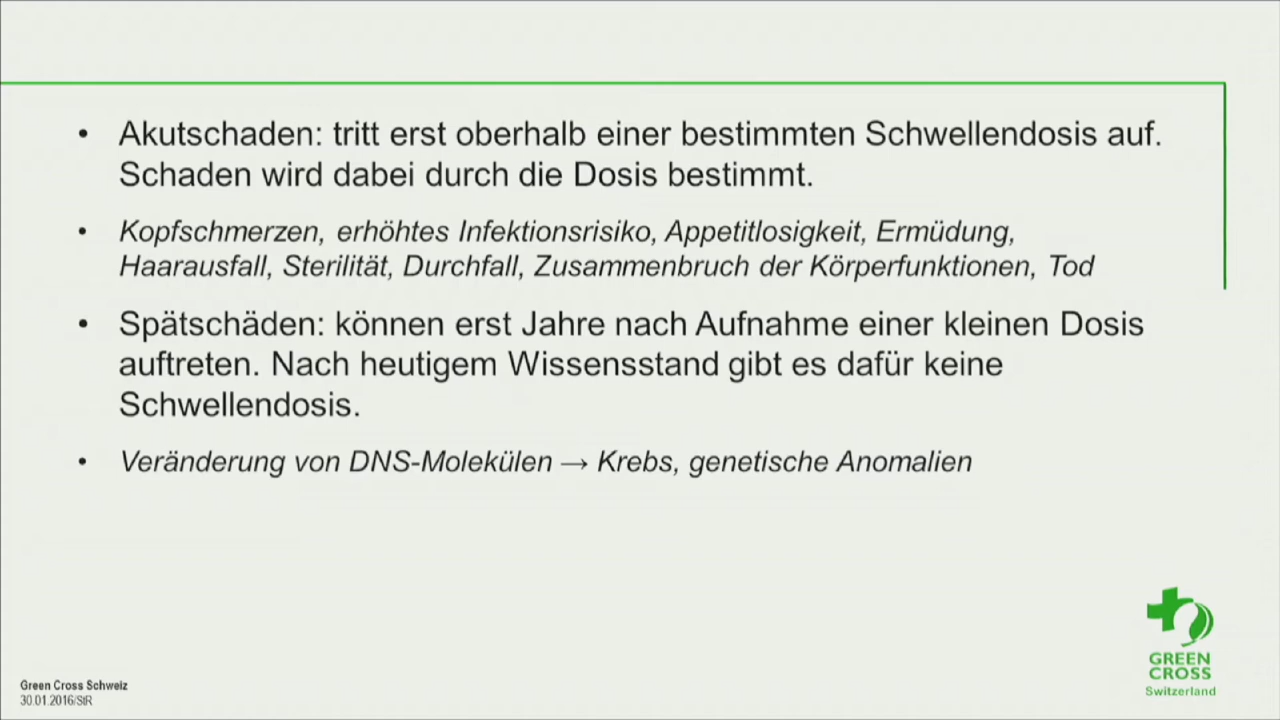 • Akutschaden: tritt erst oberhalb einer bestimmten Schwellendosis auf.
Schaden wird dabei durch die Dosis bestimmt.
• Kopfschmerzen, erhöhtes Infektionsrisiko, Appetitlosigkeit, Ermüdung,
Haarausfall, Sterilität, Durchfall, Zusammenbruch der Körperfunktionen, Tod
• Spätschäden: können erst Jahre nach Aufnahme einer kleinen Dosis
auftreten. Nach heutigem Wissensstand gibt es dafür keine
Schwellendosis.
• Veränderung von DNS-Molekülen → Krebs, genetische Anomalien
GREEN
CROSS
Switzerland
Green Cross Schweiz
30.01.2016/StR